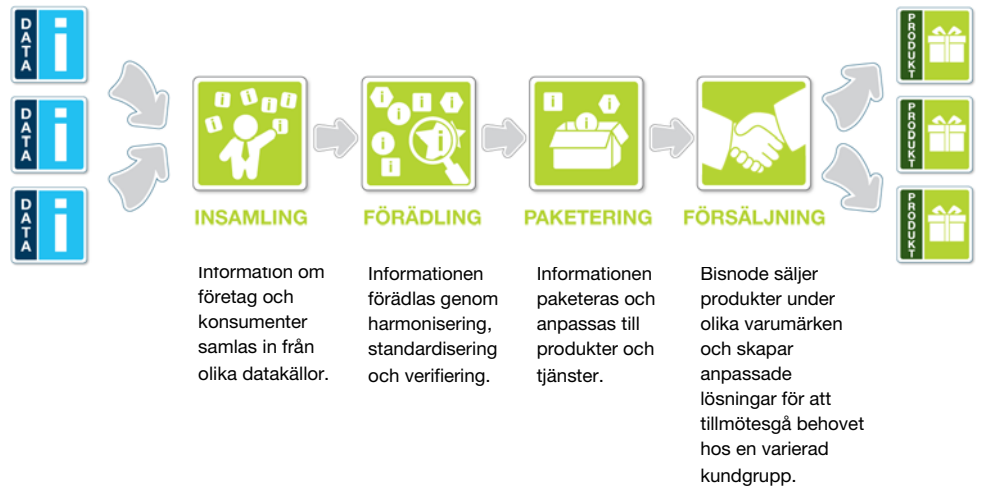 DATA
DATA
DATA
INSAMLING
Information om
företag och
konsumenter
samlas in från
olika datakällor.
FÖRÄDLING
Informationen
förädlas genom
harmonisering,
standardisering
och verifiering.
PAKETERING
Informationen
paketeras och
anpassas till
produkter och
tjänster.
FÖRSÄLJNING
Bisnode säljer
produkter under
olika varumärken
och skapar
anpassade
lösningar för att
tillmötesgå behovet
hos en varierad
kundgrupp.
PRODUKT
PRODUKT
PRODUKT